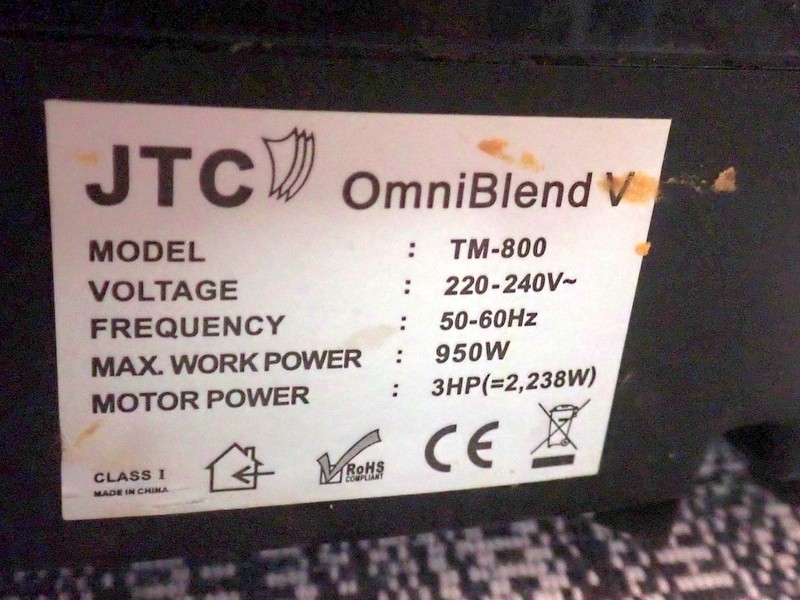 JTC OmniBlend V
MODEL : TM-800
VOLTAGE : 220-240V~
FREQUENCY : 50-60Hz
MAX. WORK POWER : 950W
MOTOR POWER : 3HP(=2,238W)
CLASS I
MADE IN CHINA
RoHS
COMPLIANT
CE